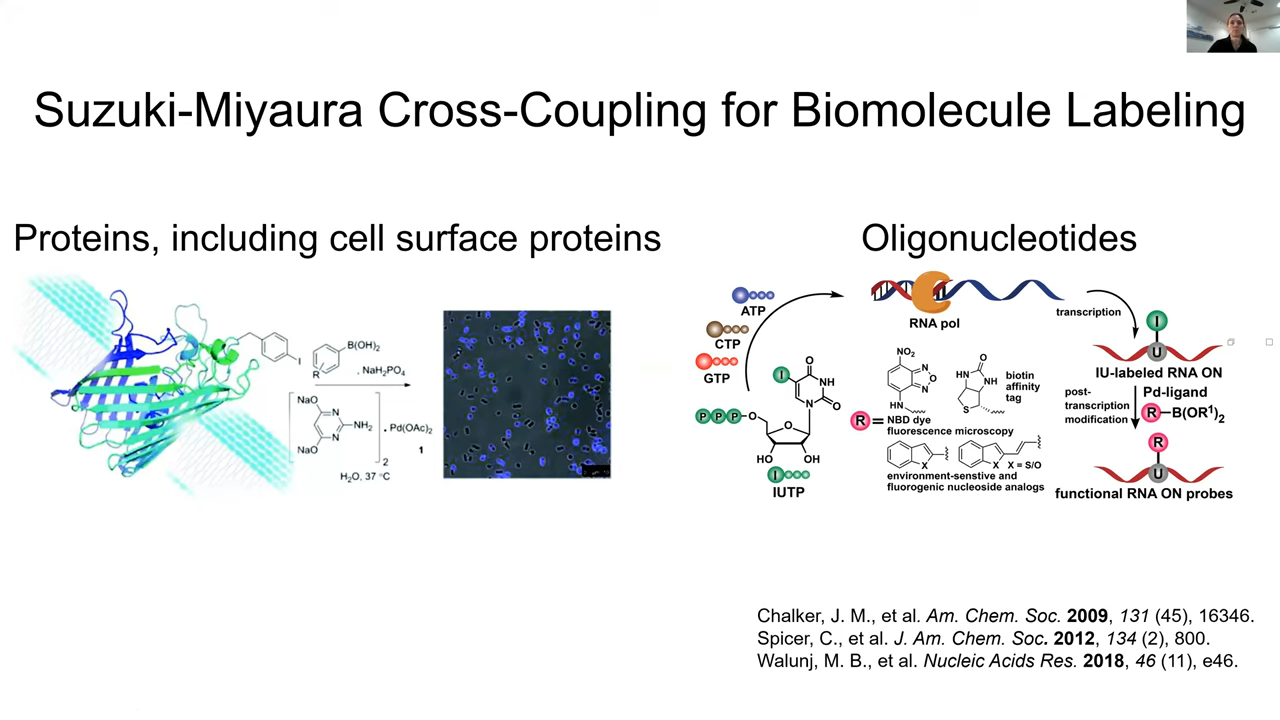 Suzuki-Miyaura Cross-Coupling for Biomolecule Labeling
Proteins, including cell surface proteins
I
B(OH)₂
R
. NaH₂PO₄
NaO
N
N
NH₂
NaO
2
. Pd(OAc)₂
1
H₂O, 37 °C
Oligonucleotides
ATP
CTP
GTP
RNA pol
transcription
I
U
IU-labeled RNA ON
post-
transcription
modification
Pd-ligand
R–B(OR¹)₂
R
U
functional RNA ON probes
P P P O
I
O
NH
N
O
O
HO
OH
I
IUTP
R =
NO₂
N
O
N
HN
NBD dye
fluorescence microscopy
O
HN
NH
S
biotin
affinity
tag
X
X
X = S/O
environment-senstive and
fluorogenic nucleoside analogs
Chalker, J. M., et al. Am. Chem. Soc. 2009, 131 (45), 16346.
Spicer, C., et al. J. Am. Chem. Soc. 2012, 134 (2), 800.
Walunj, M. B., et al. Nucleic Acids Res. 2018, 46 (11), e46.